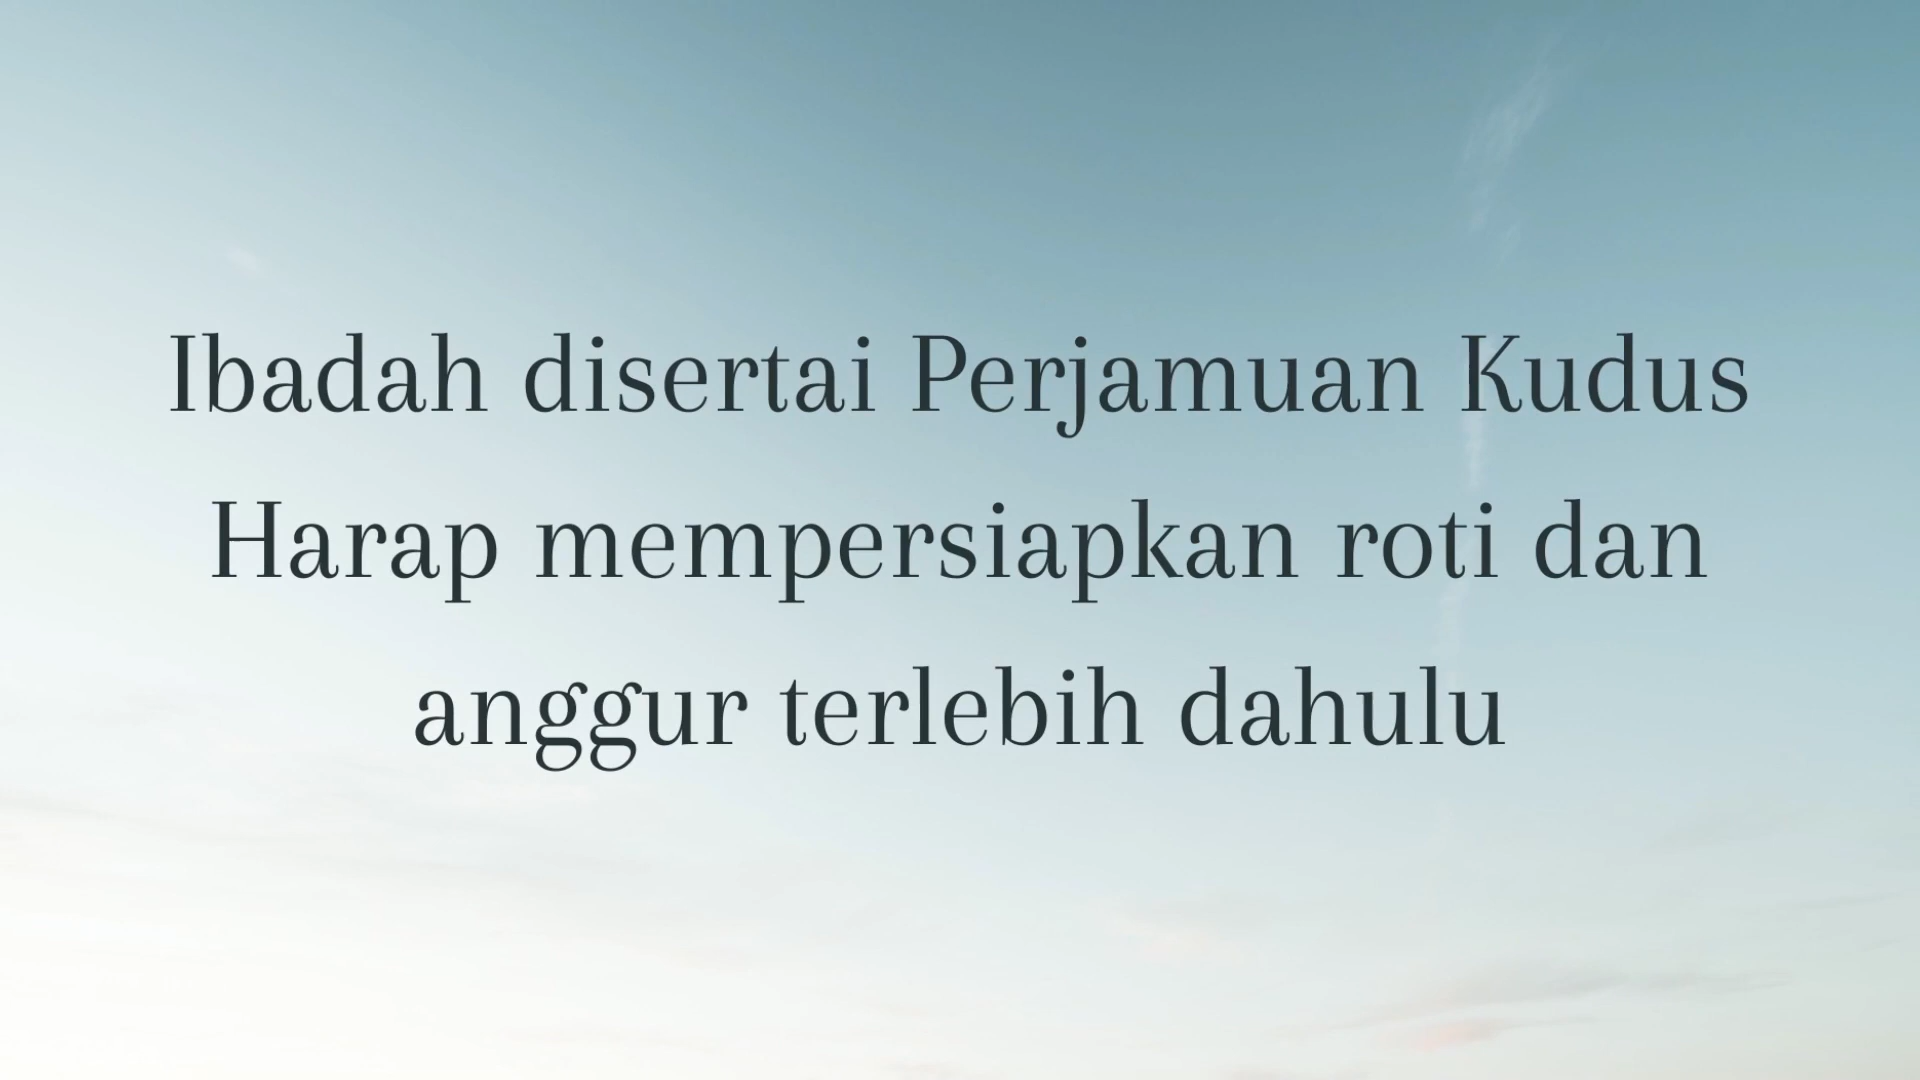 Ibadah disertai Perjamuan Kudus
Harap mempersiapkan roti dan
anggur terlebih dahulu